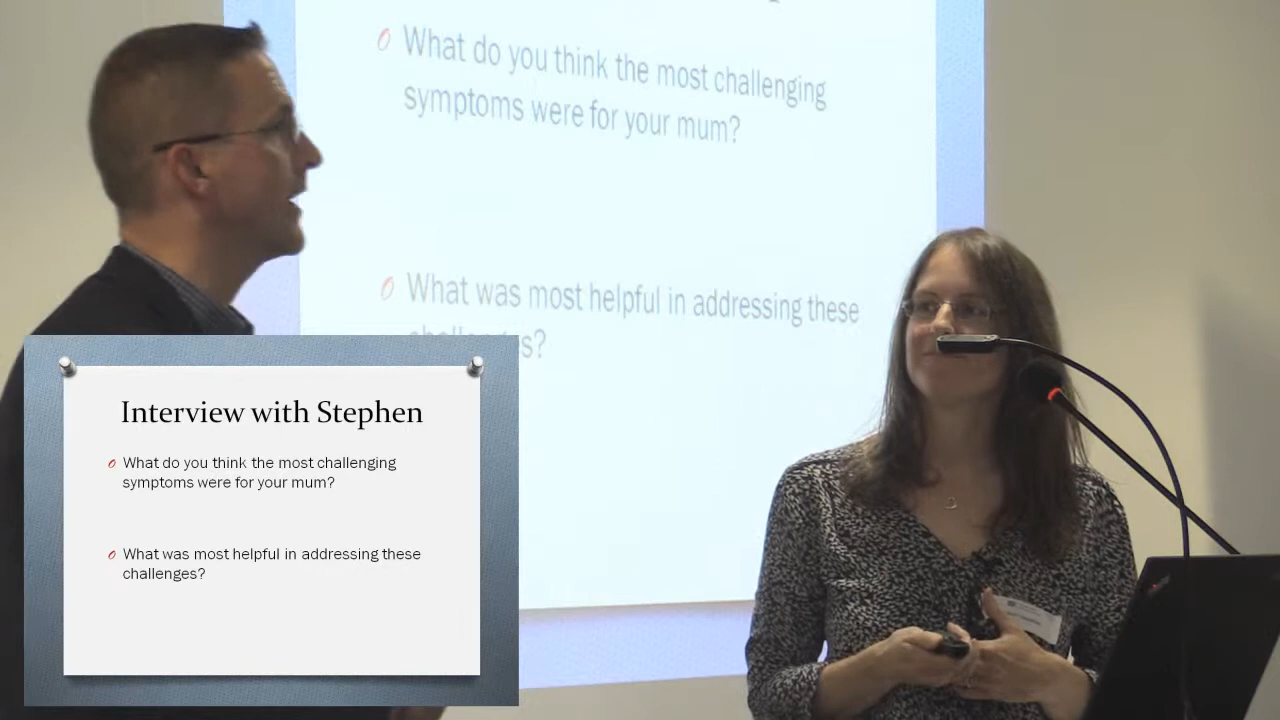 What do you think the most challenging
symptoms were for your mum?
What was most helpful in addressing these
Interview with Stephen
What do you think the most challenging
symptoms were for your mum?
What was most helpful in addressing these
challenges?